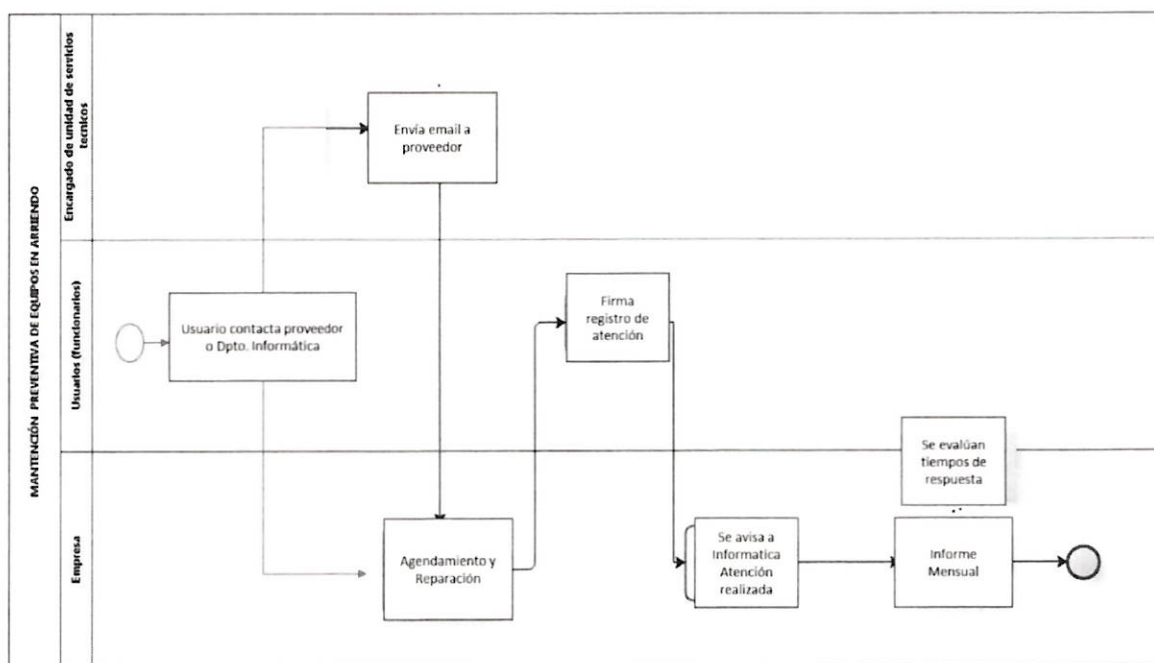 MANTENCIÓN PREVENTIVA DE EQUIPOS EN ARRIENDO
Encargado de unidad de servicios
tecnicos
Envía email a
proveedor
Usuarios (funcionarios)
Usuario contacta proveedor
o Dpto. Informática
Firma
registro de
atención
Se evalúan
tiempos de
respuesta
Empresa
Agendamiento y
Reparación
Se avisa a
Informatica
Atención
realizada
Informe
Mensual